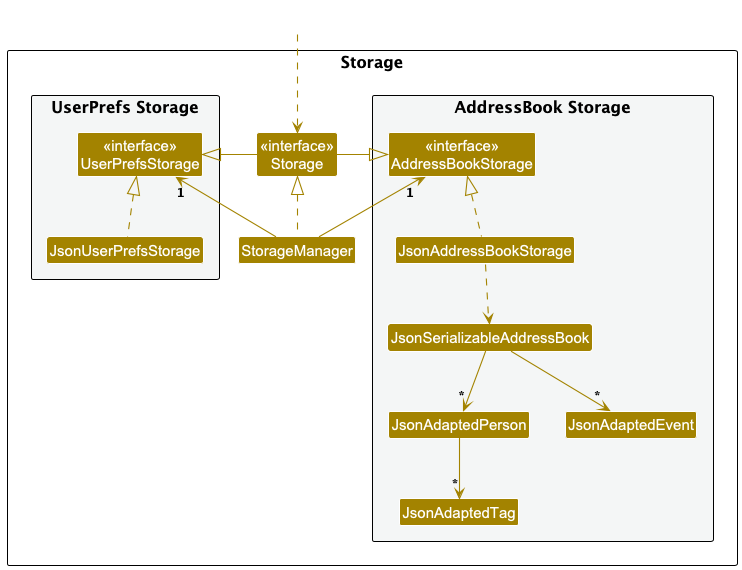 Storage
UserPrefs Storage
AddressBook Storage
«interface»
UserPrefsStorage
«interface»
Storage
«interface»
AddressBookStorage
1
1
JsonUserPrefsStorage
StorageManager
JsonAddressBookStorage
JsonSerializableAddressBook
*
*
JsonAdaptedPerson
JsonAdaptedEvent
*
JsonAdaptedTag